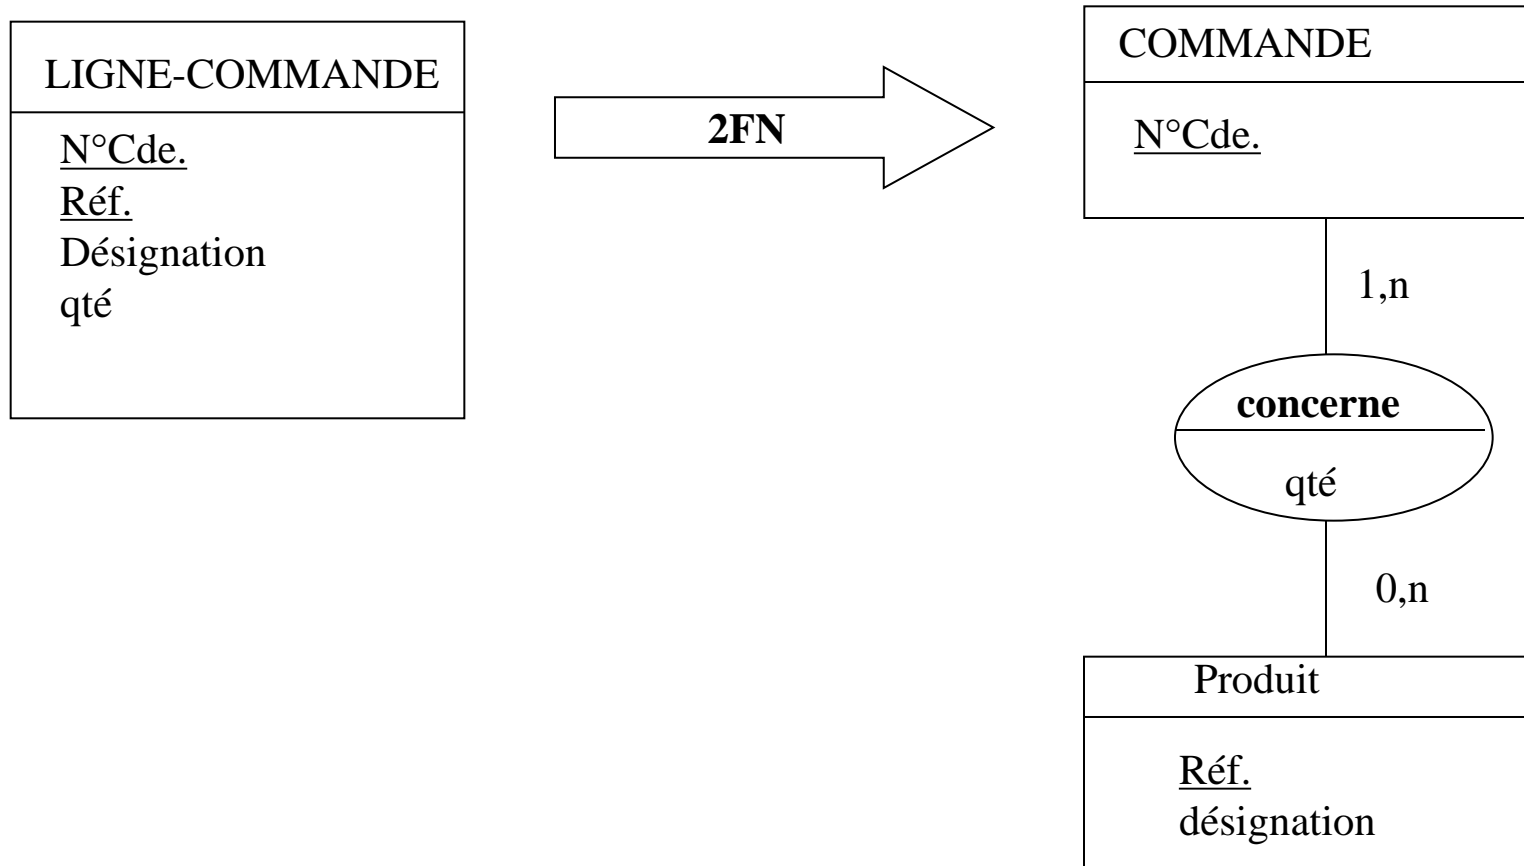 LIGNE-COMMANDE
N°Cde.
Réf.
Désignation
qté
2FN
COMMANDE
N°Cde.
1,n
concerne
qté
0,n
Produit
Réf.
désignation